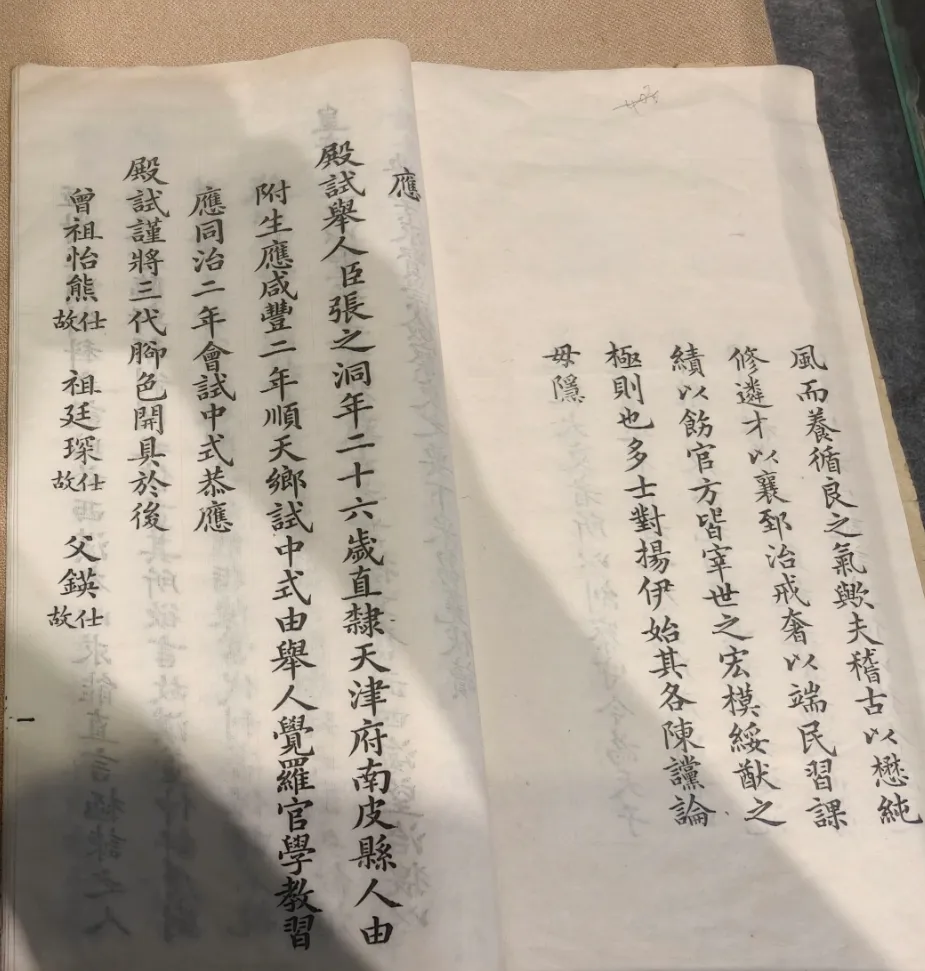 風而養循良之氣歟夫稽古以懋純
修遴才以襄郅治戒奢以端民習課
績以飭官方皆宰世之宏模綏猷之
極則也多士對揚伊始其各陳讜論
毋隱
應
殿試舉人臣張之洞年二十六歲直隸天津府南皮縣人由
附生應咸豐二年順天鄉試中式由舉人覺羅官學教習
應同治二年會試中式恭應
殿試謹將三代腳色開具於後
曾祖怡熊仕故 祖廷琛仕故 父鍈仕故
一